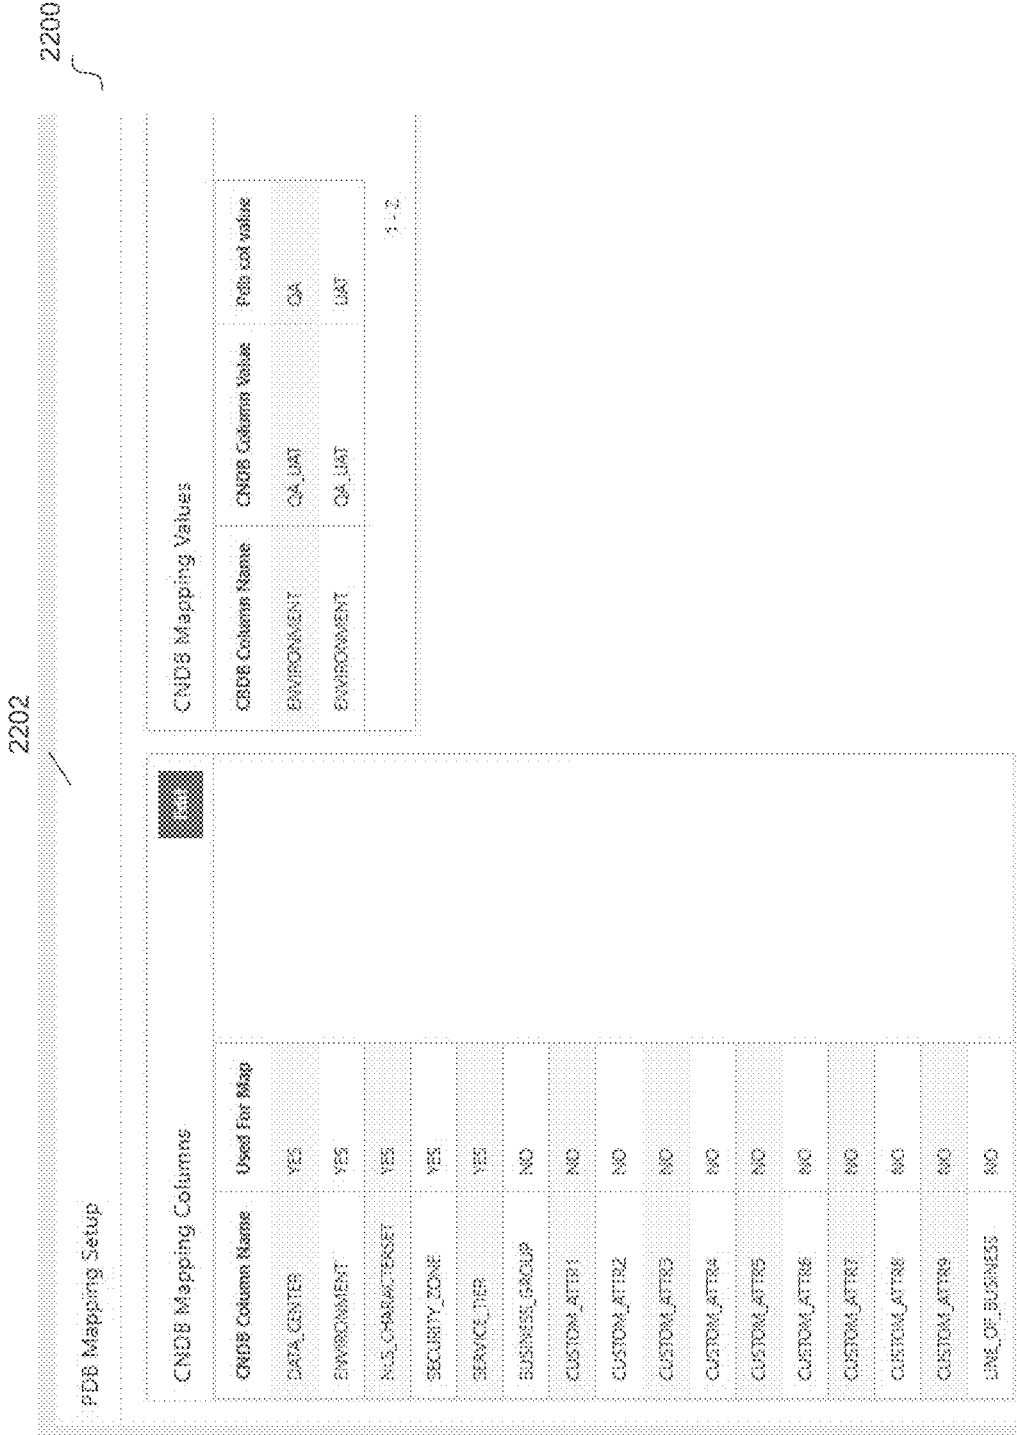 2200
2202
PDB Mapping Setup
CNDB Mapping Columns
CNDB Column Name Used For Map
DATA_CENTER YES
ENVIRONMENT YES
NLS_CHARACTERSET YES
SECURITY_ZONE YES
SERVICE_TIER YES
BUSINESS_GROUP NO
CUSTOM_ATTR1 NO
CUSTOM_ATTR2 NO
CUSTOM_ATTR3 NO
CUSTOM_ATTR4 NO
CUSTOM_ATTR5 NO
CUSTOM_ATTR6 NO
CUSTOM_ATTR7 NO
CUSTOM_ATTR8 NO
CUSTOM_ATTR9 NO
LINE_OF_BUSINESS NO
CNDB Mapping Values
Column Name CNDB Column Value Pdb col value
ENVIRONMENT QA_UAT QA
ENVIRONMENT QA_UAT UAT
1 - 2